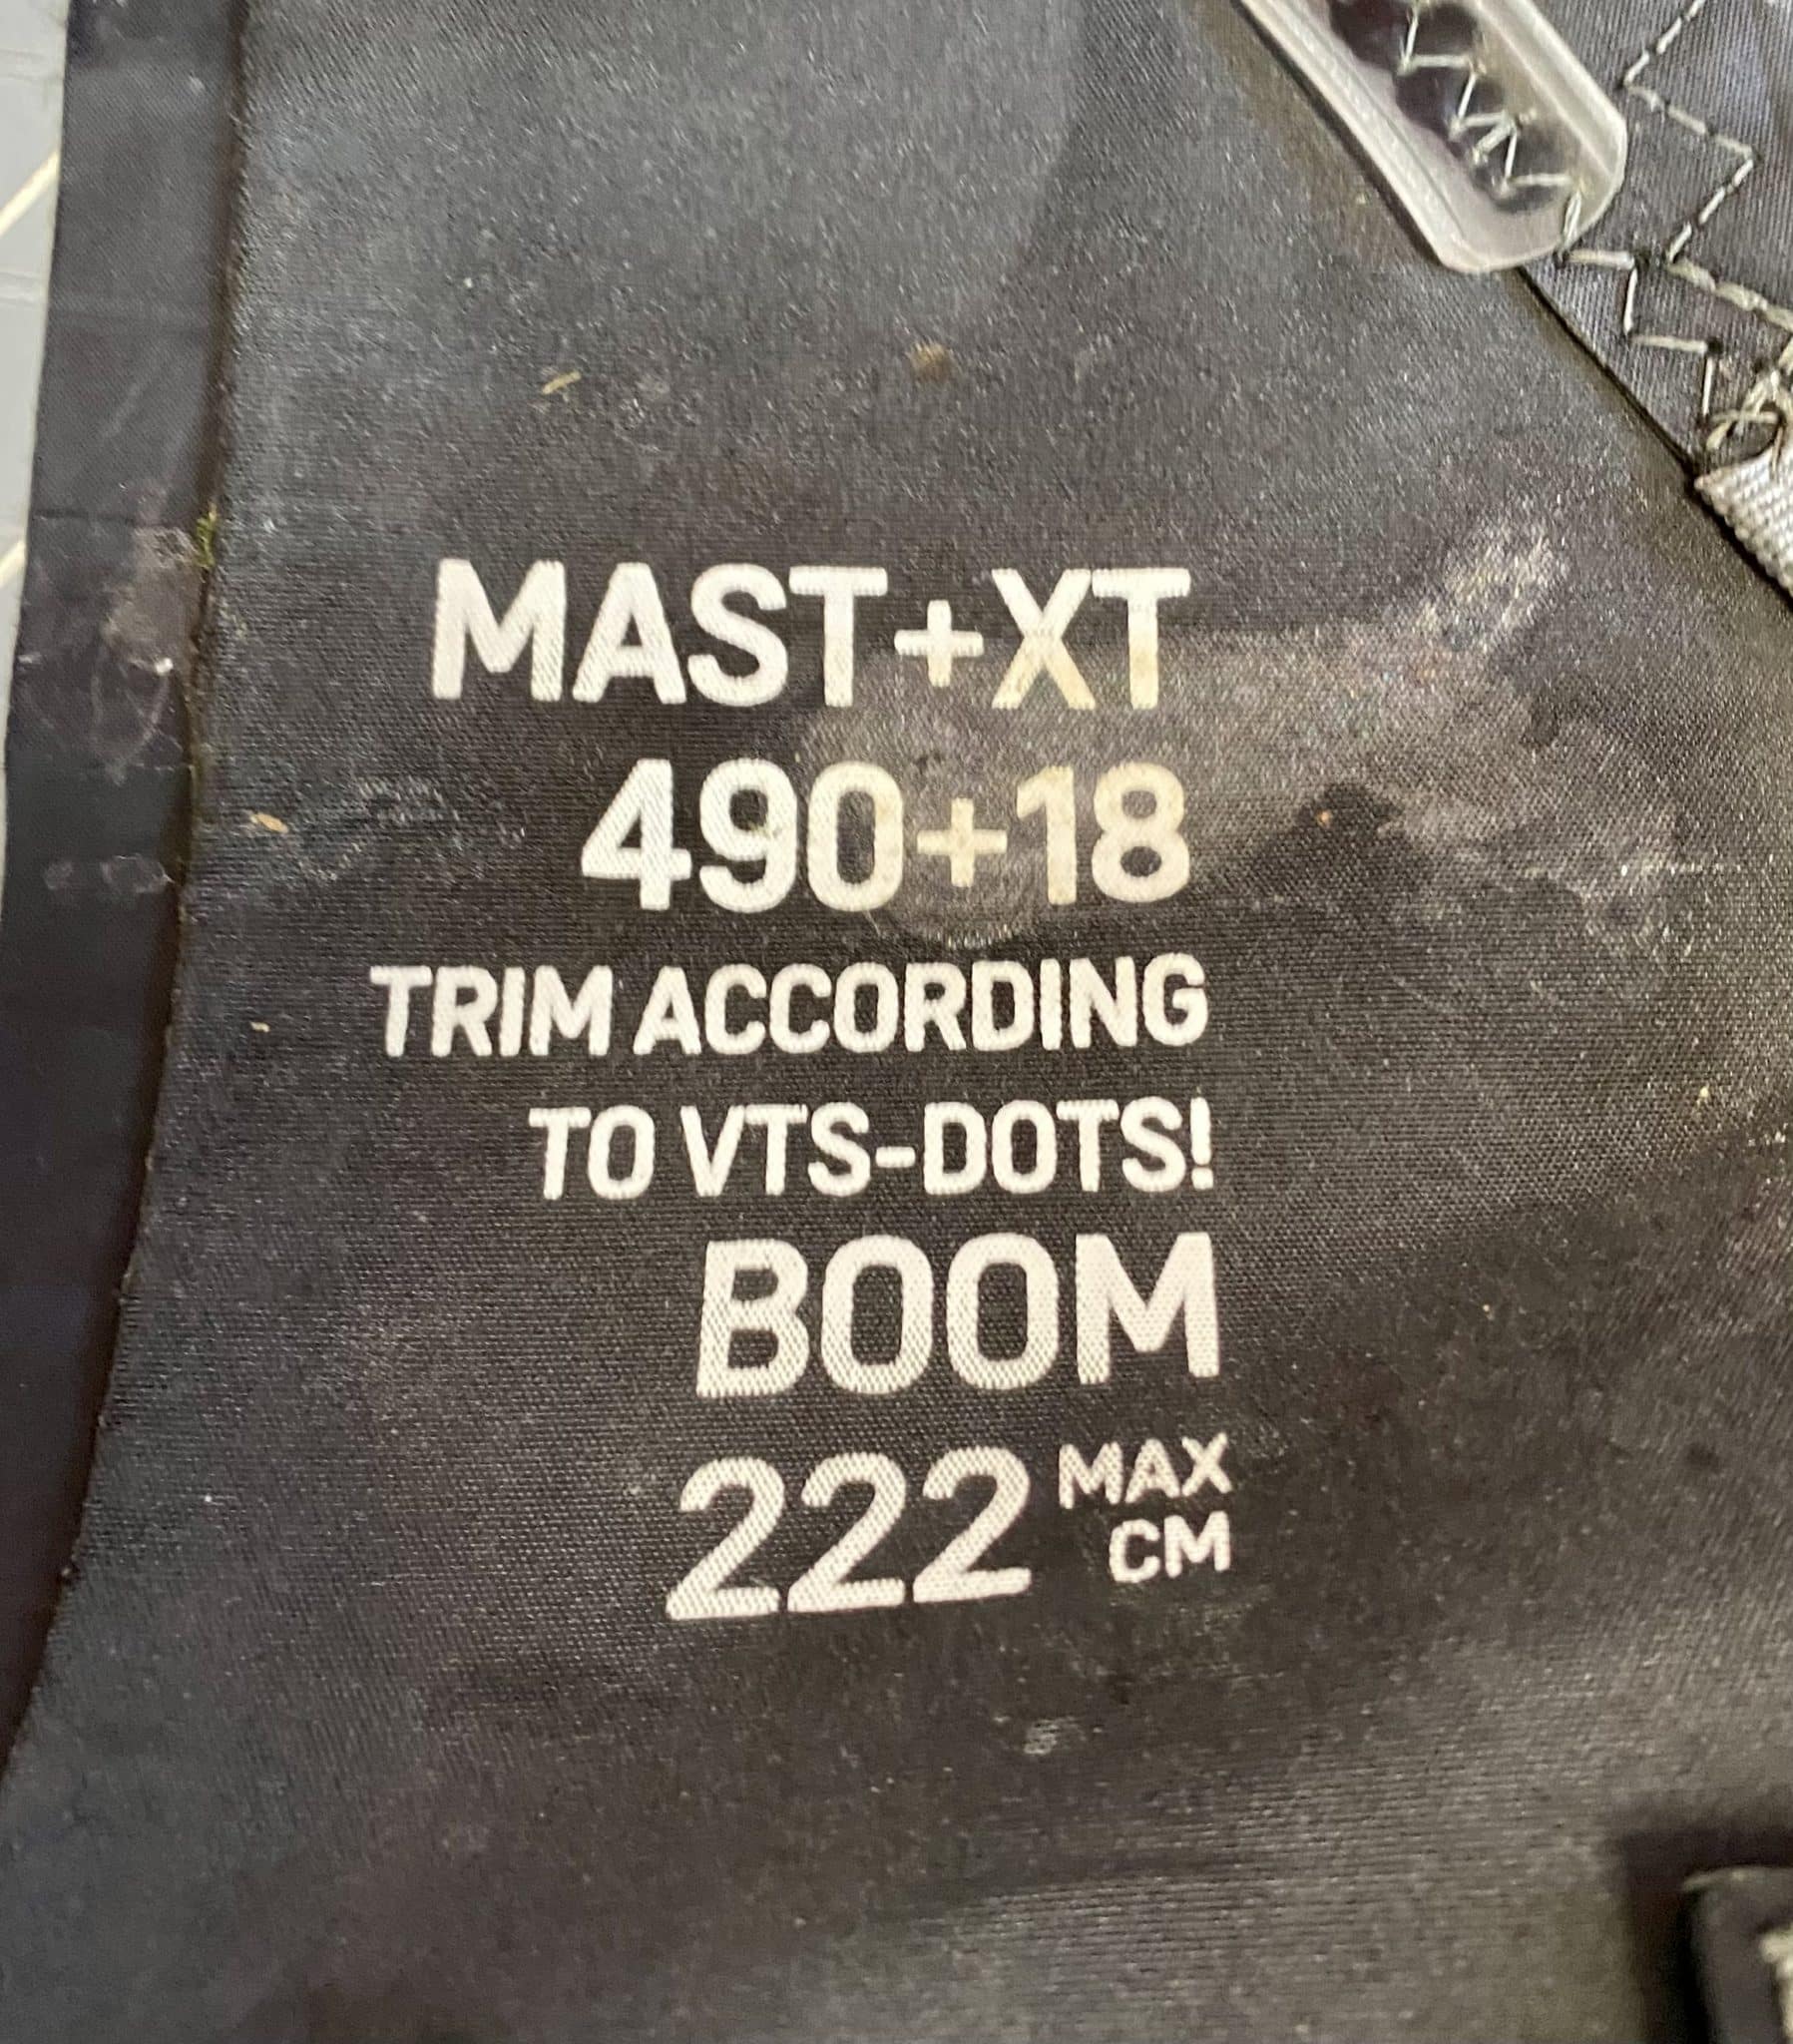 MAST+XT
490+18
TRIM ACCORDING
TO VTS-DOTS!
BOOM
222 MAX
CM